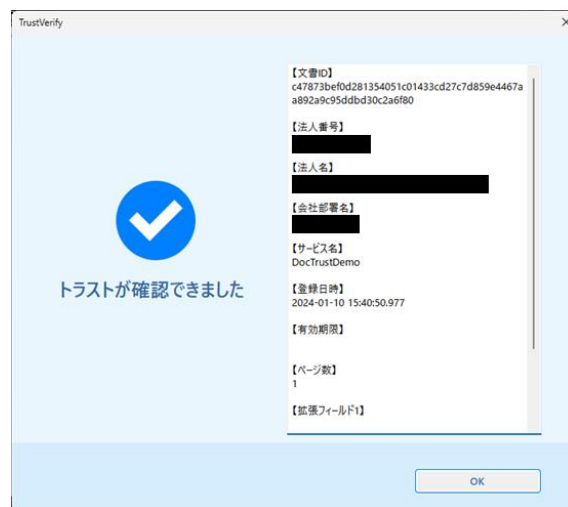 TrustVerify
トラストが確認できました
【文書ID】
c47873bef0d281354051c01433cd27c7d859e4467a
a892a9c95ddbd30c2a6f80
【法人番号】
【法人名】
【会社部署名】
【サービス名】
DocTrustDemo
【登録日時】
2024-01-10 15:40:50.977
【有効期限】
【ページ数】
1
【拡張フィールド1】
OK